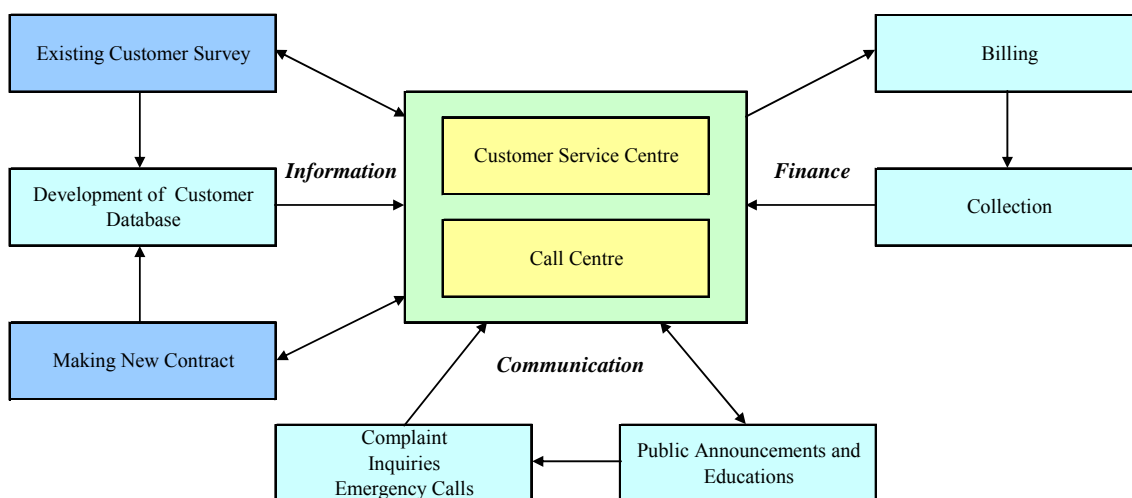 Existing Customer Survey
Billing
Customer Service Centre
Information
Finance
Development of Customer
Database
Collection
Call Centre
Making New Contract
Communication
Complaint
Inquiries
Emergency Calls
Public Announcements and
Educations